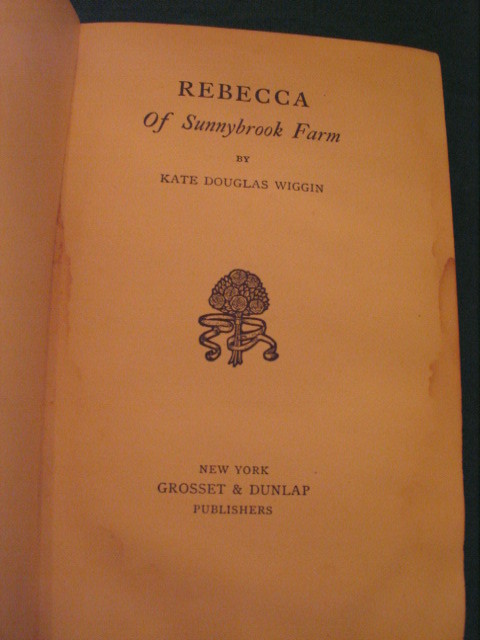 REBECCA
Of Sunnybrook Farm
BY
KATE DOUGLAS WIGGIN
NEW YORK
GROSSET & DUNLAP
PUBLISHERS